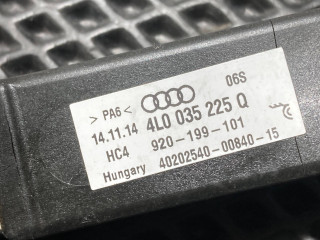 06S
> PA6 <
14.11.14 4L0 035 225 Q
HC4 920-199-101
Hungary 40202540-00840-15